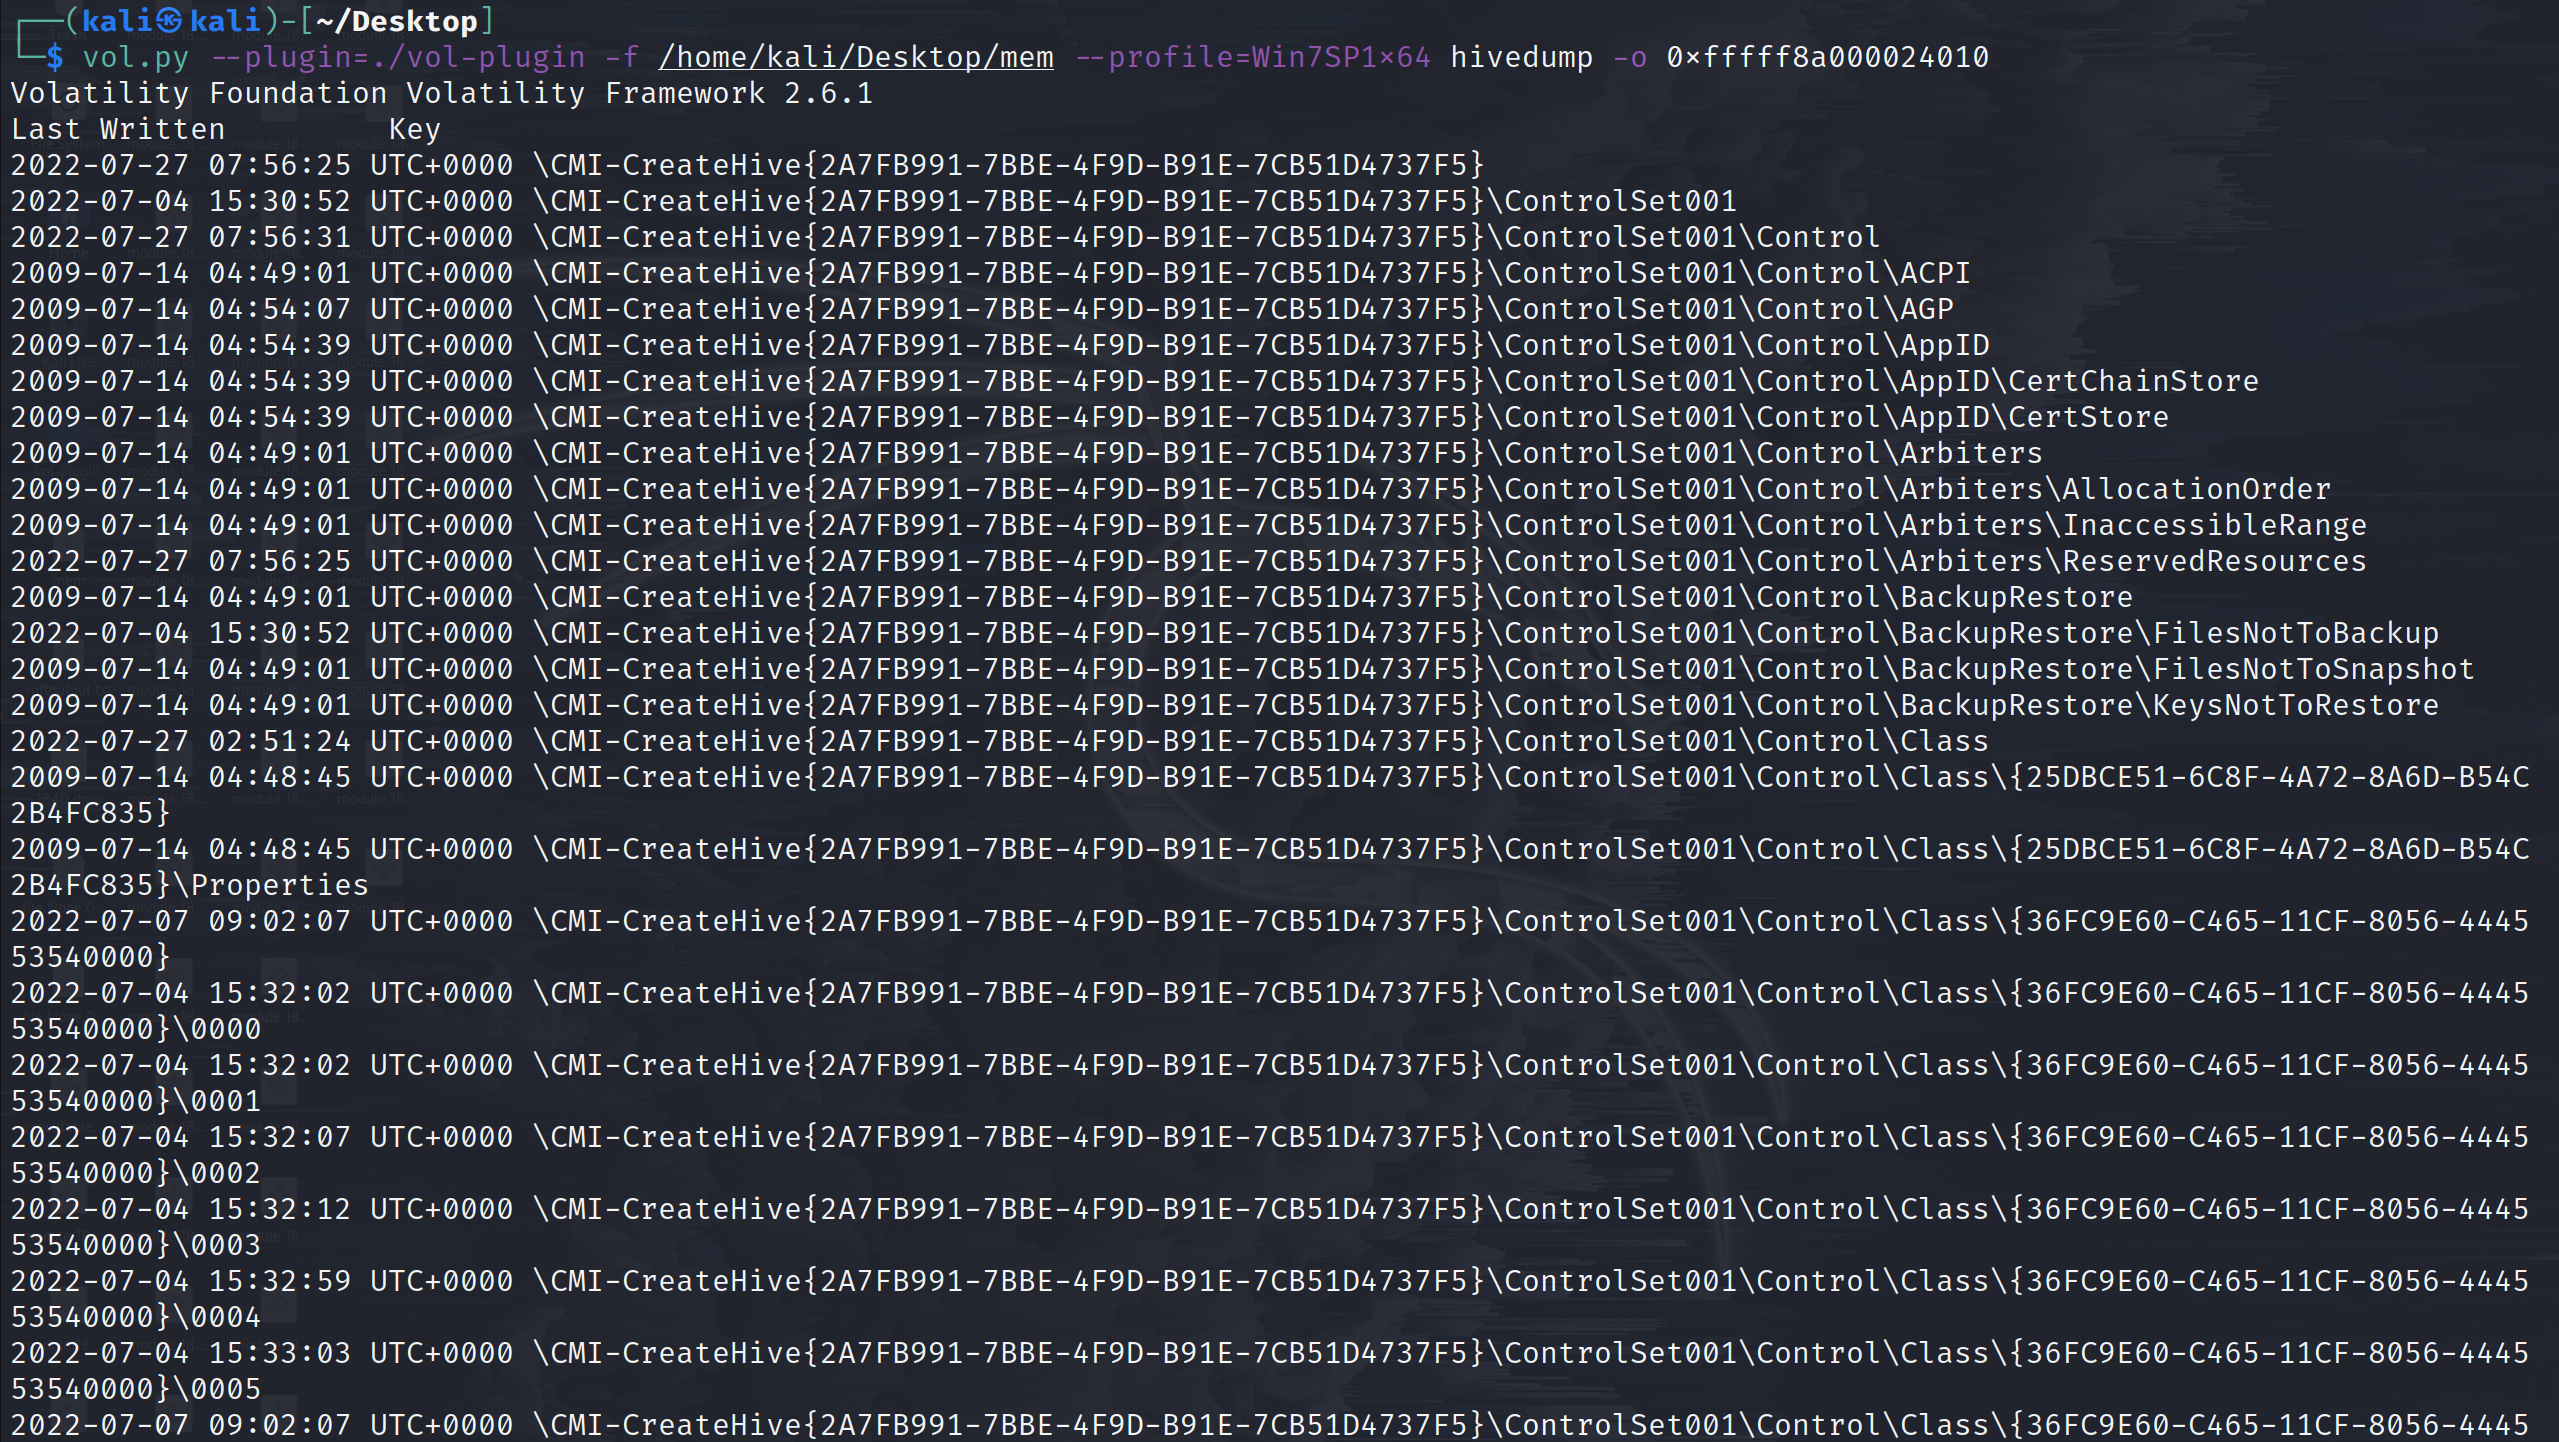 ┌──(kali㉿kali)-[~/Desktop]
└─$ vol.py --plugin=./vol-plugin -f /home/kali/Desktop/mem --profile=Win7SP1×64 hivedump -o 0×fffff8a000024010
Volatility Foundation Volatility Framework 2.6.1
Last Written         Key
2022-07-27 07:56:25 UTC+0000 \CMI-CreateHive{2A7FB991-7BBE-4F9D-B91E-7CB51D4737F5}
2022-07-04 15:30:52 UTC+0000 \CMI-CreateHive{2A7FB991-7BBE-4F9D-B91E-7CB51D4737F5}\ControlSet001
2022-07-27 07:56:31 UTC+0000 \CMI-CreateHive{2A7FB991-7BBE-4F9D-B91E-7CB51D4737F5}\ControlSet001\Control
2009-07-14 04:49:01 UTC+0000 \CMI-CreateHive{2A7FB991-7BBE-4F9D-B91E-7CB51D4737F5}\ControlSet001\Control\ACPI
2009-07-14 04:54:07 UTC+0000 \CMI-CreateHive{2A7FB991-7BBE-4F9D-B91E-7CB51D4737F5}\ControlSet001\Control\AGP
2009-07-14 04:54:39 UTC+0000 \CMI-CreateHive{2A7FB991-7BBE-4F9D-B91E-7CB51D4737F5}\ControlSet001\Control\AppID
2009-07-14 04:54:39 UTC+0000 \CMI-CreateHive{2A7FB991-7BBE-4F9D-B91E-7CB51D4737F5}\ControlSet001\Control\AppID\CertChainStore
2009-07-14 04:54:39 UTC+0000 \CMI-CreateHive{2A7FB991-7BBE-4F9D-B91E-7CB51D4737F5}\ControlSet001\Control\AppID\CertStore
2009-07-14 04:49:01 UTC+0000 \CMI-CreateHive{2A7FB991-7BBE-4F9D-B91E-7CB51D4737F5}\ControlSet001\Control\Arbiters
2009-07-14 04:49:01 UTC+0000 \CMI-CreateHive{2A7FB991-7BBE-4F9D-B91E-7CB51D4737F5}\ControlSet001\Control\Arbiters\AllocationOrder
2009-07-14 04:49:01 UTC+0000 \CMI-CreateHive{2A7FB991-7BBE-4F9D-B91E-7CB51D4737F5}\ControlSet001\Control\Arbiters\InaccessibleRange
2022-07-27 07:56:25 UTC+0000 \CMI-CreateHive{2A7FB991-7BBE-4F9D-B91E-7CB51D4737F5}\ControlSet001\Control\Arbiters\ReservedResources
2009-07-14 04:49:01 UTC+0000 \CMI-CreateHive{2A7FB991-7BBE-4F9D-B91E-7CB51D4737F5}\ControlSet001\Control\BackupRestore
2022-07-04 15:30:52 UTC+0000 \CMI-CreateHive{2A7FB991-7BBE-4F9D-B91E-7CB51D4737F5}\ControlSet001\Control\BackupRestore\FilesNotToBackup
2009-07-14 04:49:01 UTC+0000 \CMI-CreateHive{2A7FB991-7BBE-4F9D-B91E-7CB51D4737F5}\ControlSet001\Control\BackupRestore\FilesNotToSnapshot
2009-07-14 04:49:01 UTC+0000 \CMI-CreateHive{2A7FB991-7BBE-4F9D-B91E-7CB51D4737F5}\ControlSet001\Control\BackupRestore\KeysNotToRestore
2022-07-27 02:51:24 UTC+0000 \CMI-CreateHive{2A7FB991-7BBE-4F9D-B91E-7CB51D4737F5}\ControlSet001\Control\Class
2009-07-14 04:48:45 UTC+0000 \CMI-CreateHive{2A7FB991-7BBE-4F9D-B91E-7CB51D4737F5}\ControlSet001\Control\Class\{25DBCE51-6C8F-4A72-8A6D-B54C
2B4FC835}
2009-07-14 04:48:45 UTC+0000 \CMI-CreateHive{2A7FB991-7BBE-4F9D-B91E-7CB51D4737F5}\ControlSet001\Control\Class\{25DBCE51-6C8F-4A72-8A6D-B54C
2B4FC835}\Properties
2022-07-07 09:02:07 UTC+0000 \CMI-CreateHive{2A7FB991-7BBE-4F9D-B91E-7CB51D4737F5}\ControlSet001\Control\Class\{36FC9E60-C465-11CF-8056-4445
53540000}
2022-07-04 15:32:02 UTC+0000 \CMI-CreateHive{2A7FB991-7BBE-4F9D-B91E-7CB51D4737F5}\ControlSet001\Control\Class\{36FC9E60-C465-11CF-8056-4445
53540000}\0000
2022-07-04 15:32:02 UTC+0000 \CMI-CreateHive{2A7FB991-7BBE-4F9D-B91E-7CB51D4737F5}\ControlSet001\Control\Class\{36FC9E60-C465-11CF-8056-4445
53540000}\0001
2022-07-04 15:32:07 UTC+0000 \CMI-CreateHive{2A7FB991-7BBE-4F9D-B91E-7CB51D4737F5}\ControlSet001\Control\Class\{36FC9E60-C465-11CF-8056-4445
53540000}\0002
2022-07-04 15:32:12 UTC+0000 \CMI-CreateHive{2A7FB991-7BBE-4F9D-B91E-7CB51D4737F5}\ControlSet001\Control\Class\{36FC9E60-C465-11CF-8056-4445
53540000}\0003
2022-07-04 15:32:59 UTC+0000 \CMI-CreateHive{2A7FB991-7BBE-4F9D-B91E-7CB51D4737F5}\ControlSet001\Control\Class\{36FC9E60-C465-11CF-8056-4445
53540000}\0004
2022-07-04 15:33:03 UTC+0000 \CMI-CreateHive{2A7FB991-7BBE-4F9D-B91E-7CB51D4737F5}\ControlSet001\Control\Class\{36FC9E60-C465-11CF-8056-4445
53540000}\0005
2022-07-07 09:02:07 UTC+0000 \CMI-CreateHive{2A7FB991-7BBE-4F9D-B91E-7CB51D4737F5}\ControlSet001\Control\Class\{36FC9E60-C465-11CF-8056-4445